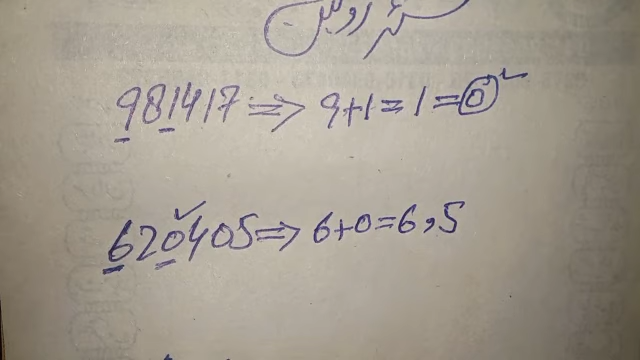 981417 => 9+1=1=0
620405 => 6+0=6,5